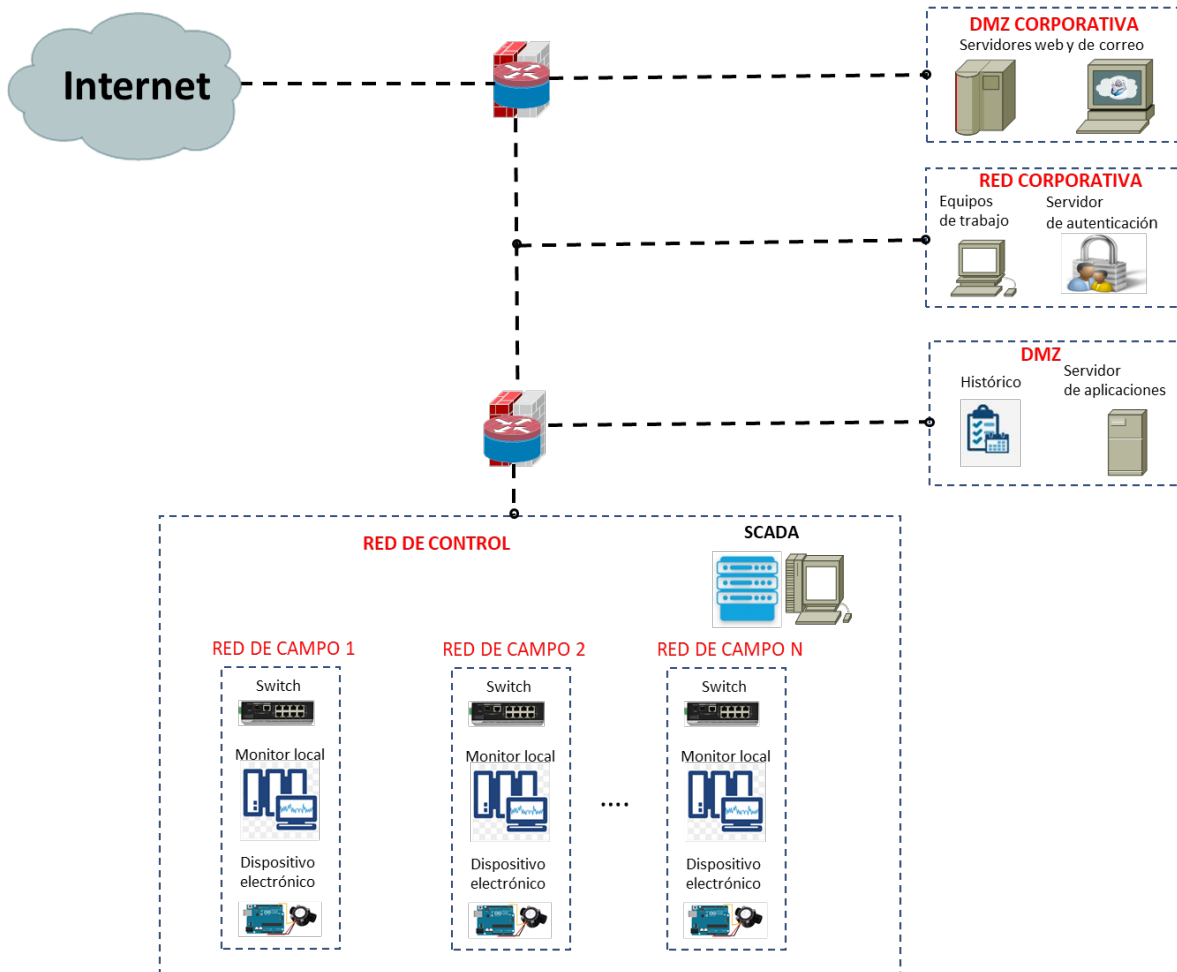 Internet
DMZ CORPORATIVA
Servidores web y de correo
RED CORPORATIVA
Equipos
de trabajo
Servidor
de autenticación
DMZ
Histórico
Servidor
de aplicaciones
RED DE CONTROL
SCADA
RED DE CAMPO 1
Switch
Monitor local
Dispositivo
electrónico
RED DE CAMPO 2
Switch
Monitor local
Dispositivo
electrónico
....
RED DE CAMPO N
Switch
Monitor local
Dispositivo
electrónico